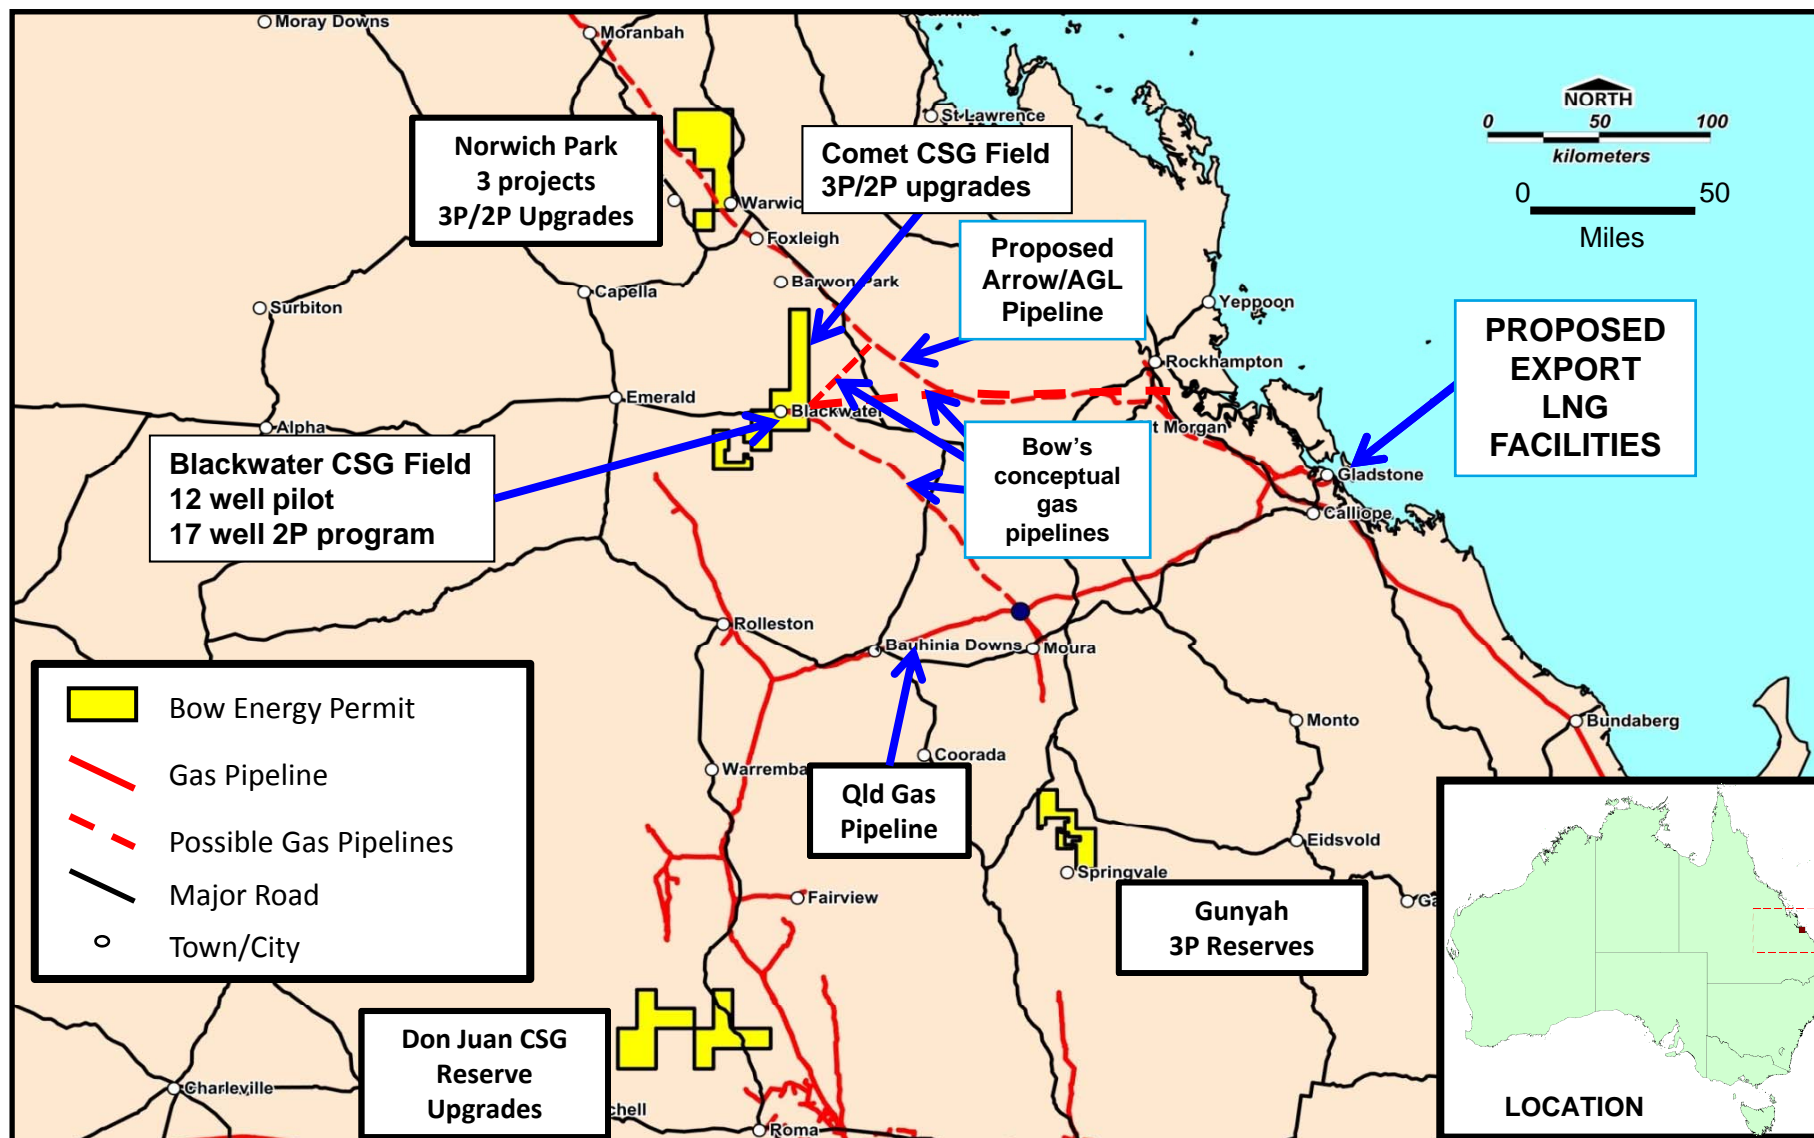 Moray Downs
Moranbah
St Lawrence
NORTH
0 50 100
kilometers
0 50
Miles
Norwich Park
3 projects
3P/2P Upgrades
Comet CSG Field
3P/2P upgrades
Warwic
Foxleigh
Proposed
Arrow/AGL
Pipeline
Barwon Park
Capella
Surbiton
Yeppoon
PROPOSED
EXPORT
LNG
FACILITIES
Rockhampton
Emerald
Blackwater
Alpha
t Morgan
Blackwater CSG Field
12 well pilot
17 well 2P program
Bow's
conceptual
gas
pipelines
Gladstone
Calliope
Rolleston
Bauhinia Downs
Moura
Bow Energy Permit
Gas Pipeline
Possible Gas Pipelines
Major Road
Town/City
Monto
Bundaberg
Coorada
Warremba
Qld Gas
Pipeline
Eidsvold
Springvale
Fairview
Ga
Gunyah
3P Reserves
Don Juan CSG
Reserve
Upgrades
Charleville
chell
Roma
LOCATION